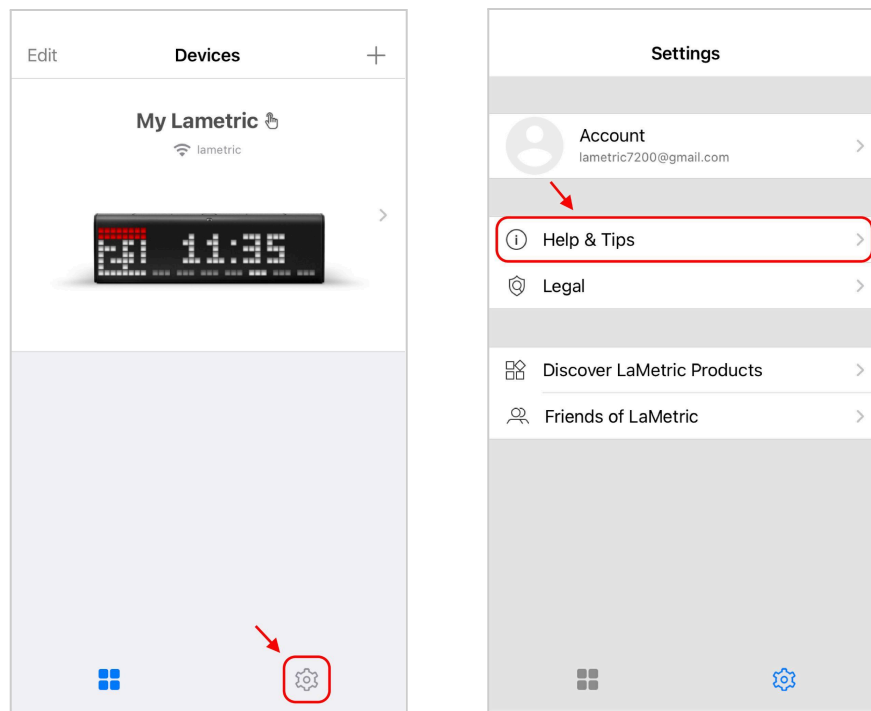 Edit
Devices
My Lametric
lametric
11:35
Settings
Account
lametric7200@gmail.com
Help & Tips
Legal
Discover LaMetric Products
Friends of LaMetric